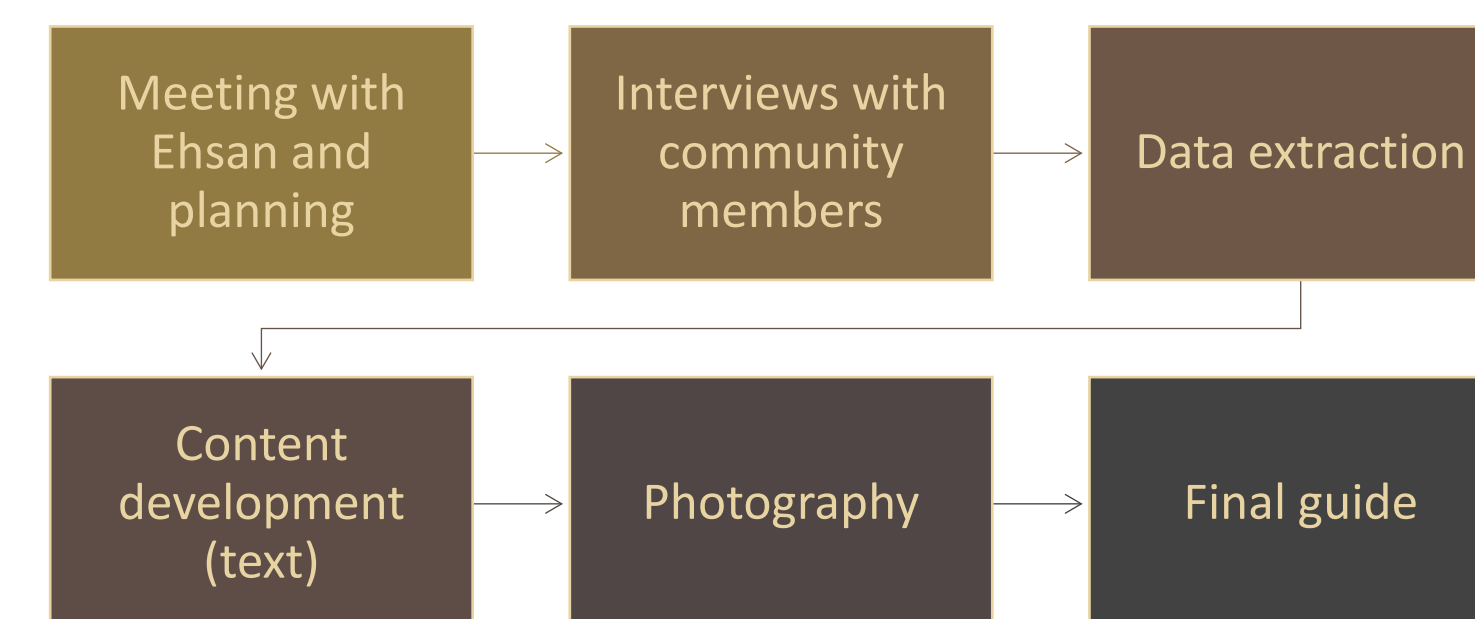 Meeting with
Ehsan and
planning
Interviews with
community
members
Data extraction
Content
development
(text)
Photography
Final guide